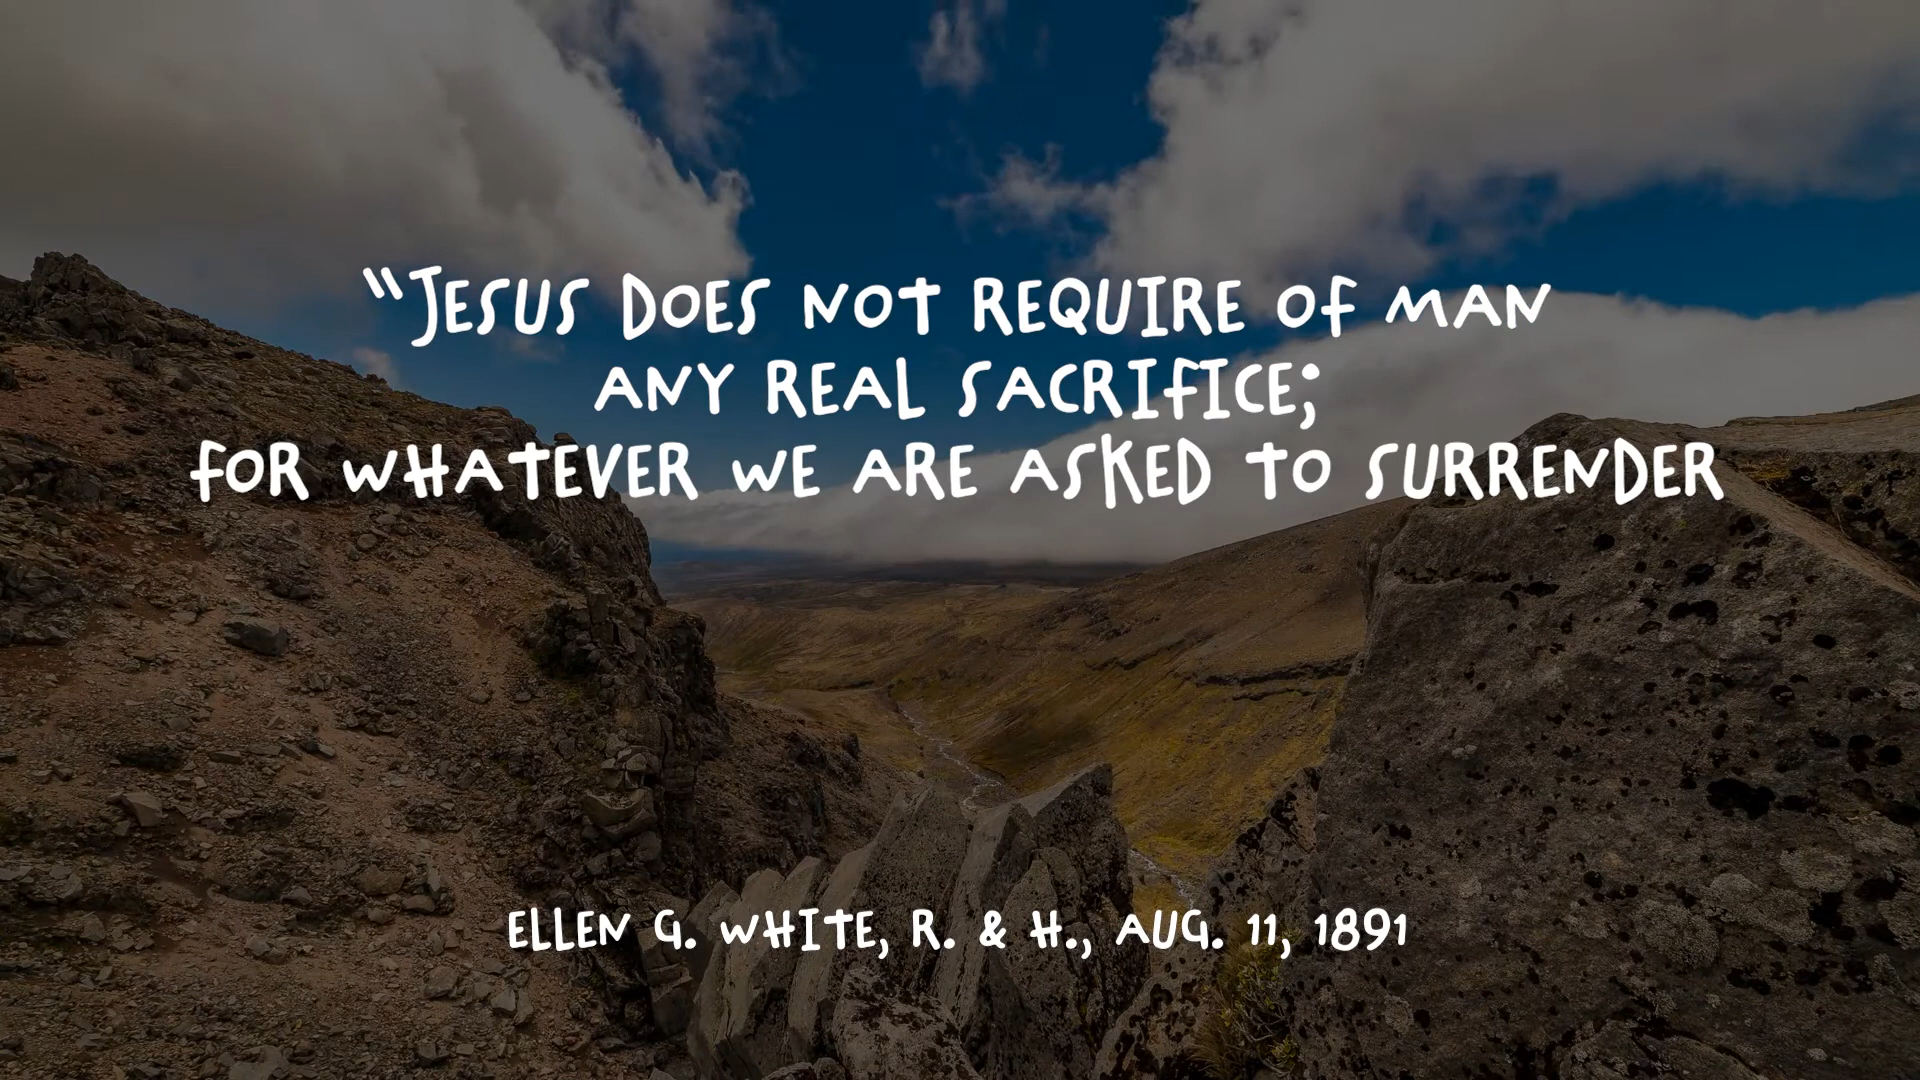 “Jesus does not require of man
any real sacrifice;
for whatever we are asked to surrender
Ellen G. White, R. & H., Aug. 11, 1891